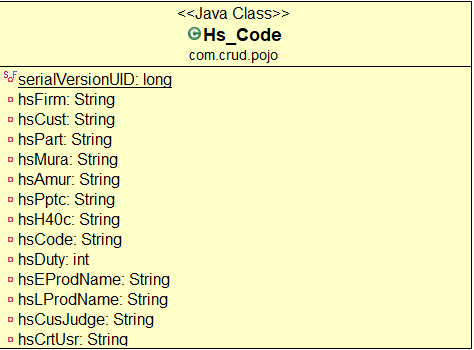 <<Java Class>>
Hs_Code
com.crud.pojo
serialVersionUID: long
hsFirm: String
hsCust: String
hsPart: String
hsMura: String
hsAmur: String
hsPptc: String
hsH40c: String
hsCode: String
hsDuty: int
hsEProdName: String
hsLProdName: String
hsCusJudge: String
hsCrtUsr: String